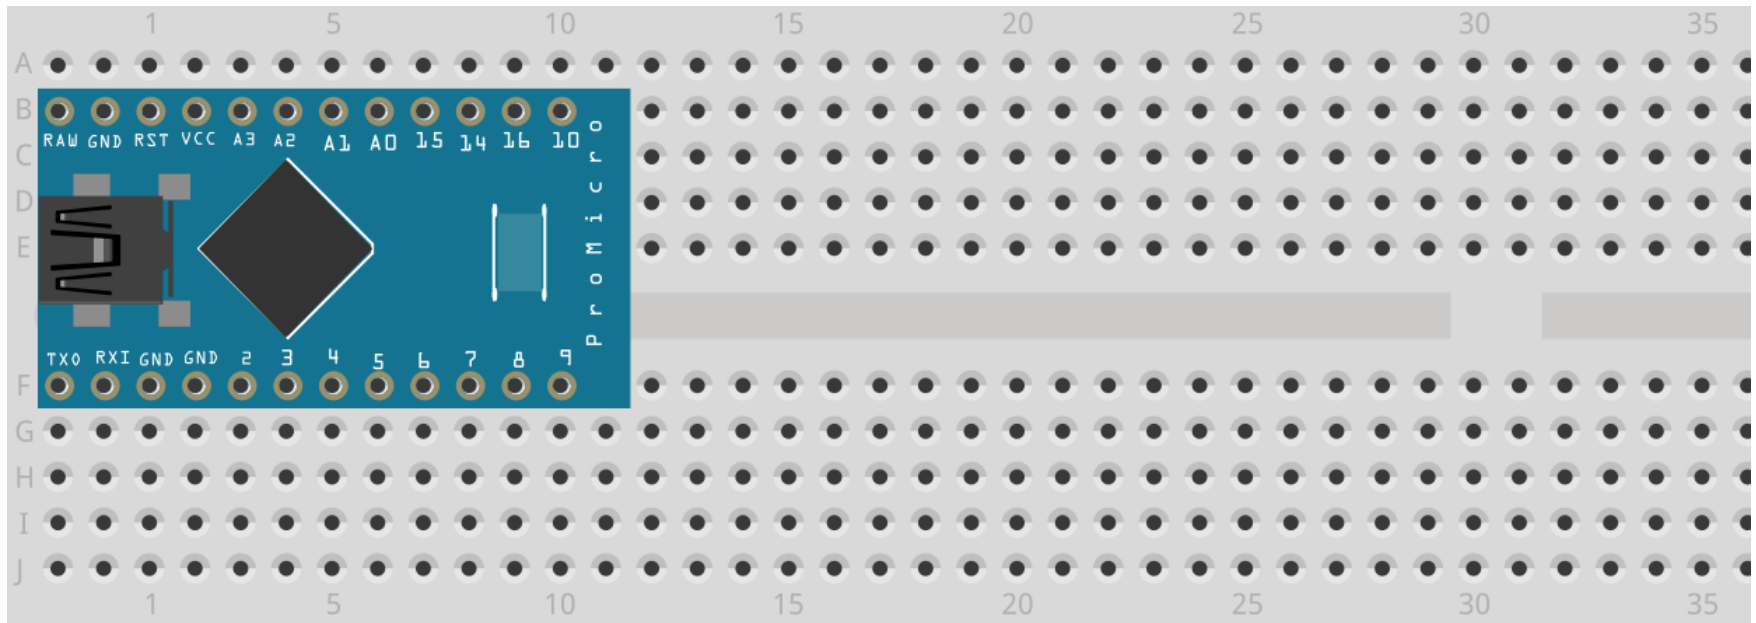 1 5 10 15 20 25 30 35
A
B
RAW GND RST VCC A3 A2 A1 A0 15 14 16 10
C
D
E
ProMicro
TX0 RXI GND GND 2 3 4 5 6 7 8 9
F
G
H
I
J
1 5 10 15 20 25 30 35